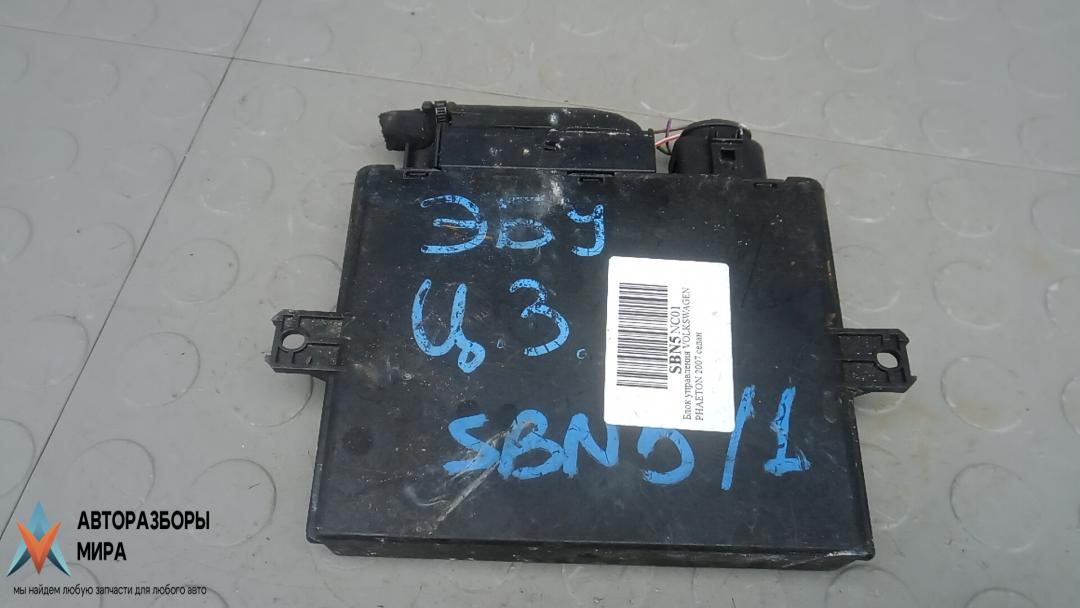 ЭБУ
Ц.З.
SBN5/1
SBN5NC01
Блок управления VOLKSWAGEN
PHAETON 2007 седан
АВТОРАЗБОРЫ
МИРА
мы найдем любую запчасти для любого авто